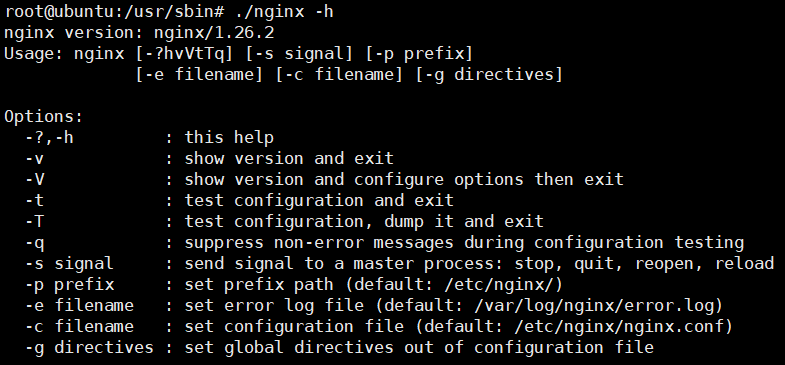 root@ubuntu:/usr/sbin# ./nginx -h
nginx version: nginx/1.26.2
Usage: nginx [-?hvVtTq] [-s signal] [-p prefix]
             [-e filename] [-c filename] [-g directives]

Options:
  -?,-h         : this help
  -v            : show version and exit
  -V            : show version and configure options then exit
  -t            : test configuration and exit
  -T            : test configuration, dump it and exit
  -q            : suppress non-error messages during configuration testing
  -s signal     : send signal to a master process: stop, quit, reopen, reload
  -p prefix     : set prefix path (default: /etc/nginx/)
  -e filename   : set error log file (default: /var/log/nginx/error.log)
  -c filename   : set configuration file (default: /etc/nginx/nginx.conf)
  -g directives : set global directives out of configuration file